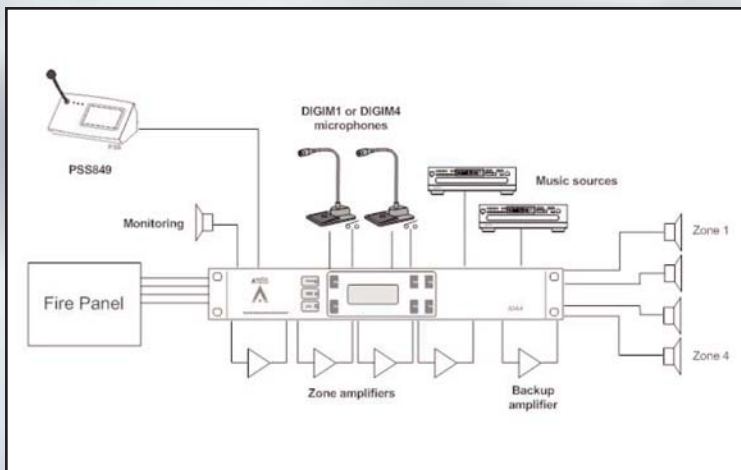 DIGIM1 or DIGIM4
microphones
PSS849
Music sources
Monitoring
Zone 1
Fire Panel
Zone 4
Zone amplifiers
Backup
amplifier